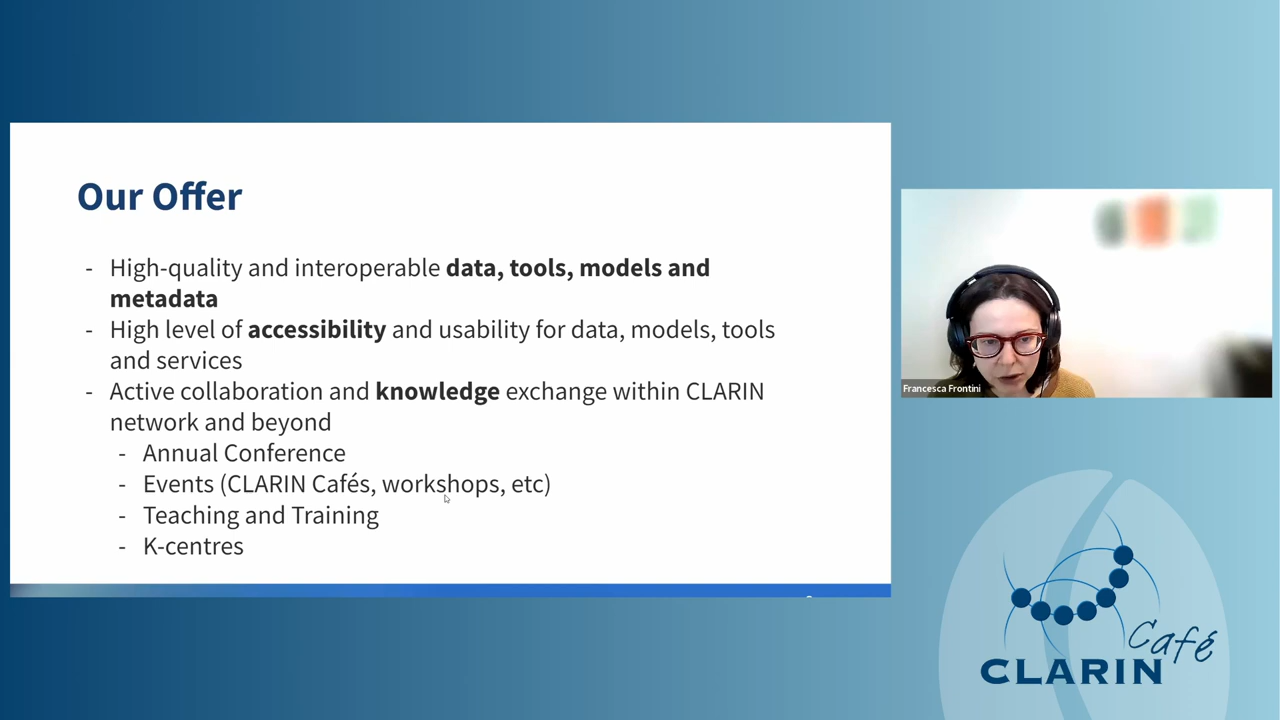 Our Offer
- High-quality and interoperable data, tools, models and
metadata
- High level of accessibility and usability for data, models, tools
and services
- Active collaboration and knowledge exchange within CLARIN
network and beyond
- Annual Conference
- Events (CLARIN Cafés, workshops, etc)
- Teaching and Training
- K-centres
Francesca Frontini
Café
CLARIN